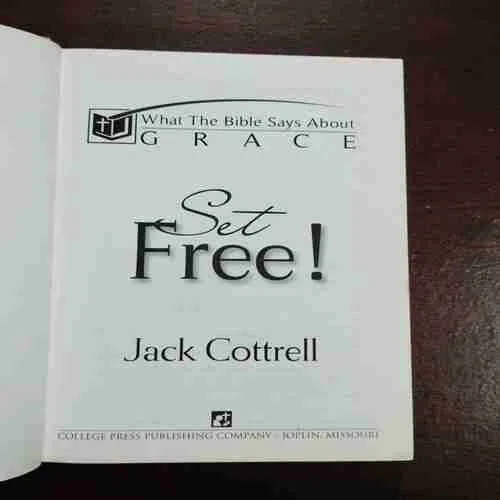 What The Bible Says About
GRACE
Set
Free!
Jack Cottrell
COLLEGE PRESS PUBLISHING COMPANY · JOPLIN, MISSOURI